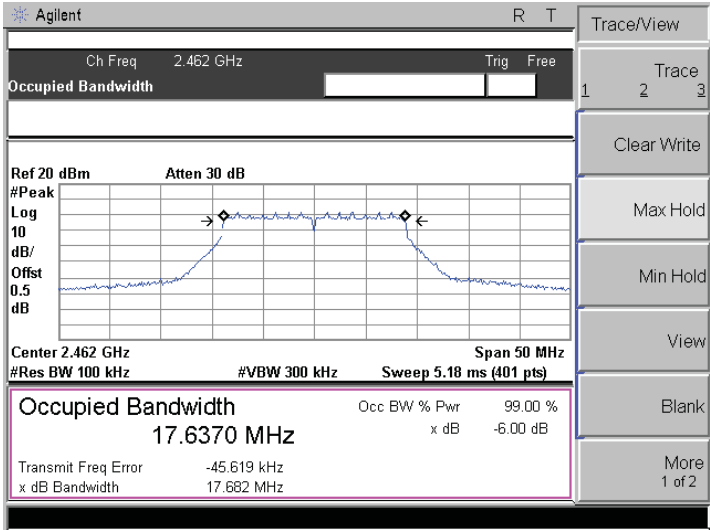 Agilent R T
Ch Freq 2.462 GHz Trig Free
Occupied Bandwidth
Ref 20 dBm Atten 30 dB
#Peak
Log
10
dB/
Offst
0.5
dB
Center 2.462 GHz Span 50 MHz
#Res BW 100 kHz #VBW 300 kHz Sweep 5.18 ms (401 pts)
Occupied Bandwidth Occ BW % Pwr 99.00 %
17.6370 MHz x dB -6.00 dB
Transmit Freq Error -45.619 kHz
x dB Bandwidth 17.682 MHz
Trace/View
Trace
1 2 3
Clear Write
Max Hold
Min Hold
View
Blank
More
1 of 2